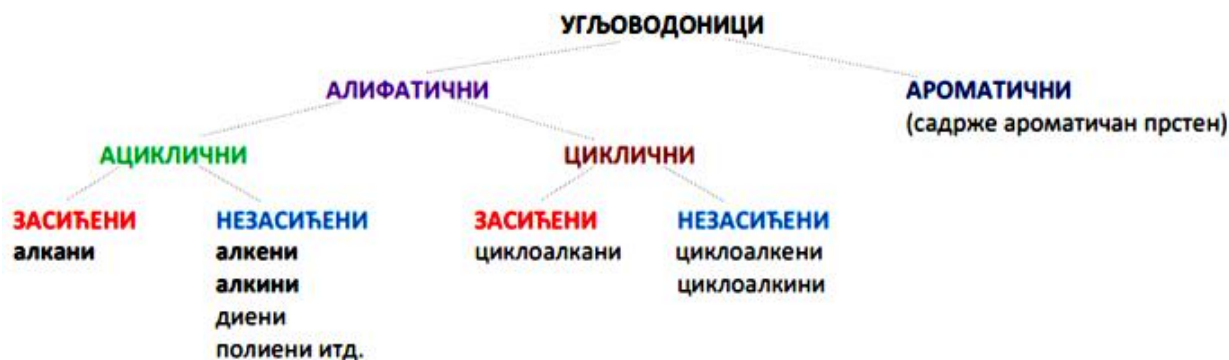 УГЉОВОДОНИЦИ
АЛИФАТИЧНИ
АРОМАТИЧНИ
(садрже ароматичан прстен)
АЦИКЛИЧНИ
ЦИКЛИЧНИ
ЗАСИЋЕНИ
алкани
НЕЗАСИЋЕНИ
алкени
алкини
диени
полиени итд.
ЗАСИЋЕНИ
циклоалкани
НЕЗАСИЋЕНИ
циклоалкени
циклоалкини